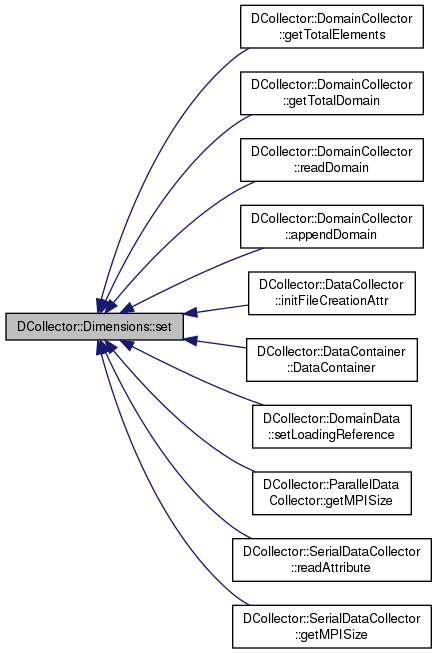 DCollector::DomainCollector
::getTotalElements
DCollector::DomainCollector
::getTotalDomain
DCollector::DomainCollector
::readDomain
DCollector::DomainCollector
::appendDomain
DCollector::DataCollector
::initFileCreationAttr
DCollector::Dimensions::set
DCollector::DataContainer
::DataContainer
DCollector::DomainData
::setLoadingReference
DCollector::ParallelData
Collector::getMPISize
DCollector::SerialDataCollector
::readAttribute
DCollector::SerialDataCollector
::getMPISize